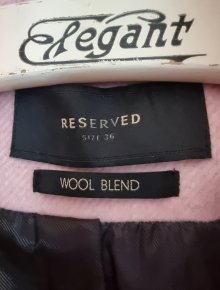 Elegant
RESERVED
SIZE 36
WOOL BLEND